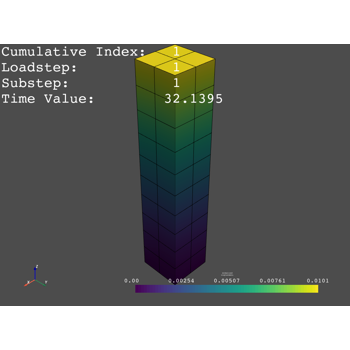 Cumulative Index: 1
Loadstep: 1
Substep: 1
Time Value: 32.1395
0.00 0.00254 0.00507 0.00761 0.0101